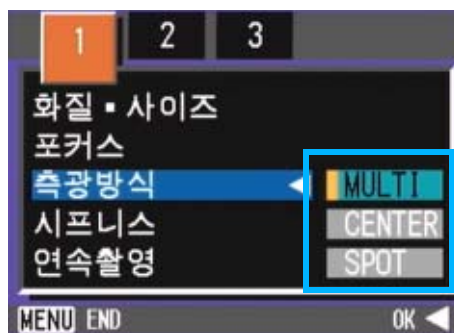 1 2 3
화질▪사이즈
포커스
측광방식 ◀ MULTI
시프니스 CENTER
연속촬영 SPOT
MENU END OK ◀